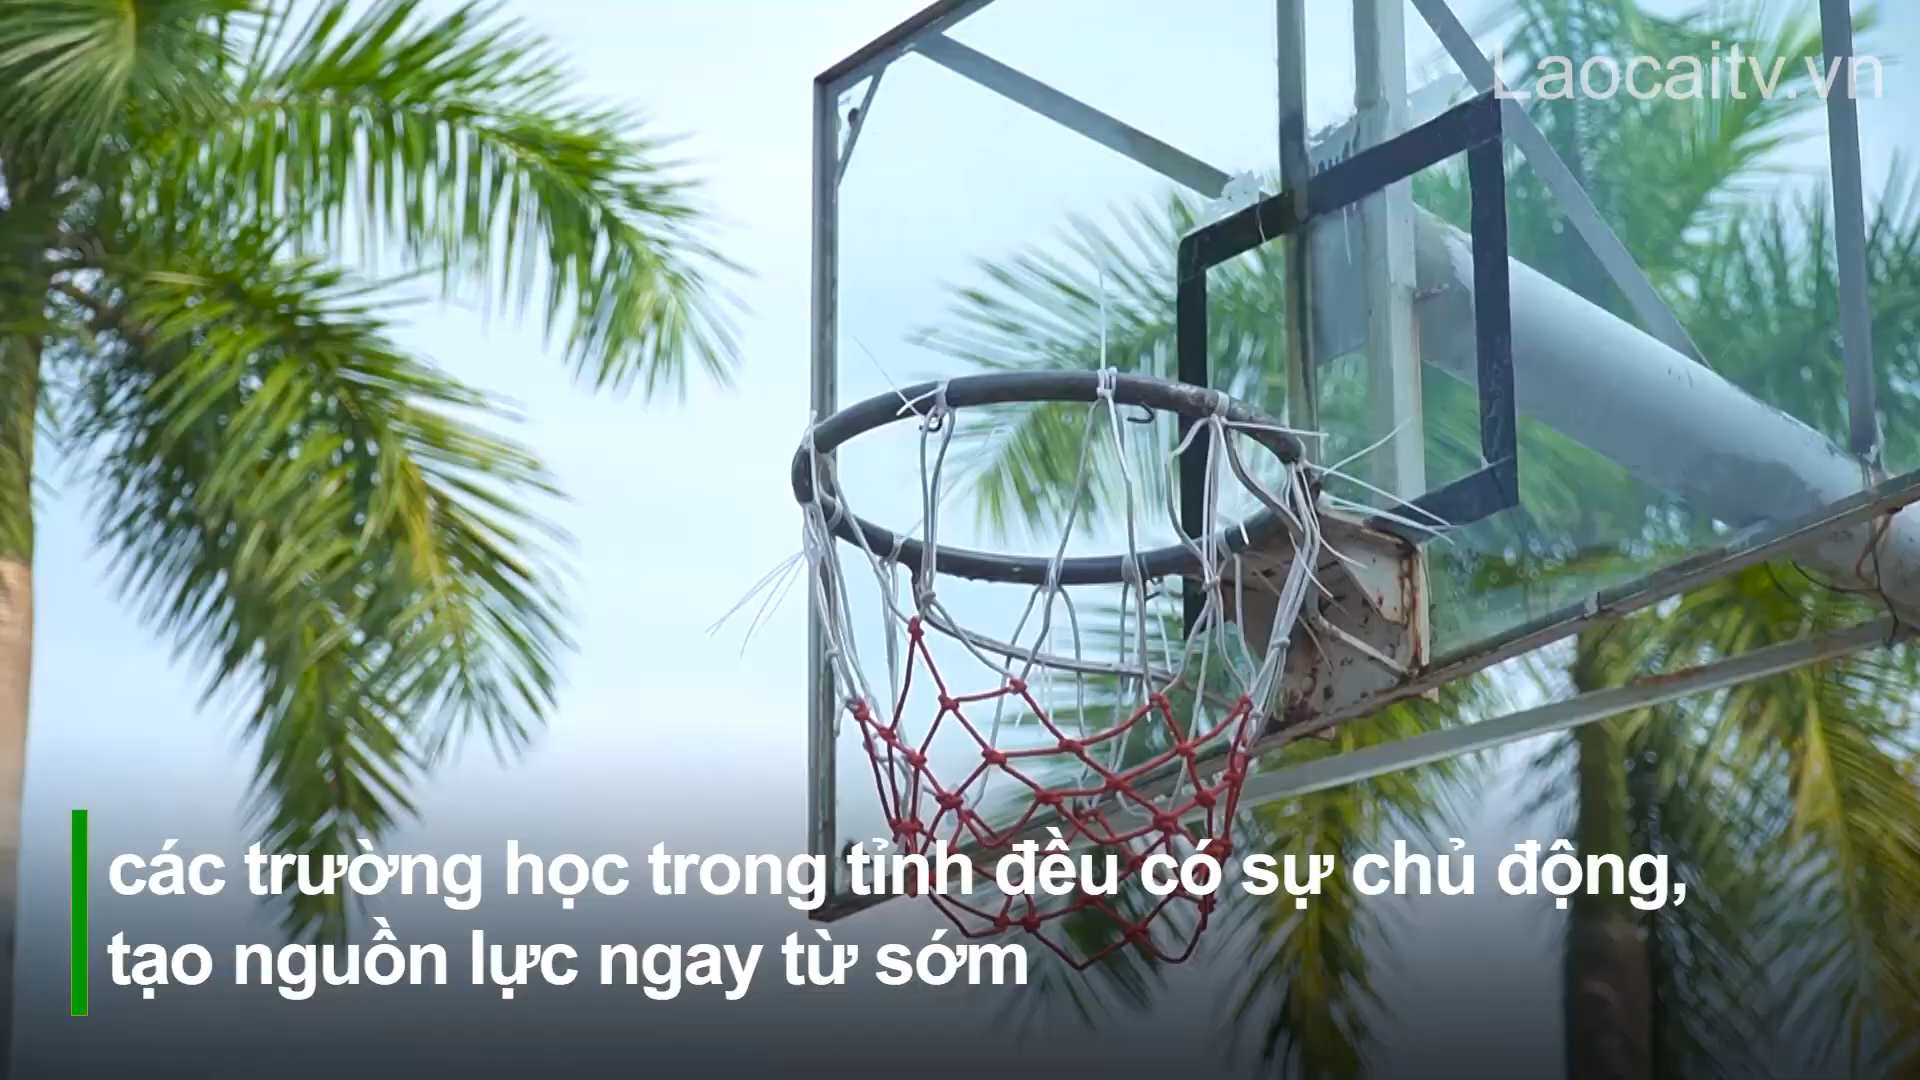 Laocaitv.vn
các trường học trong tỉnh đều có sự chủ động,
tạo nguồn lực ngay từ sớm